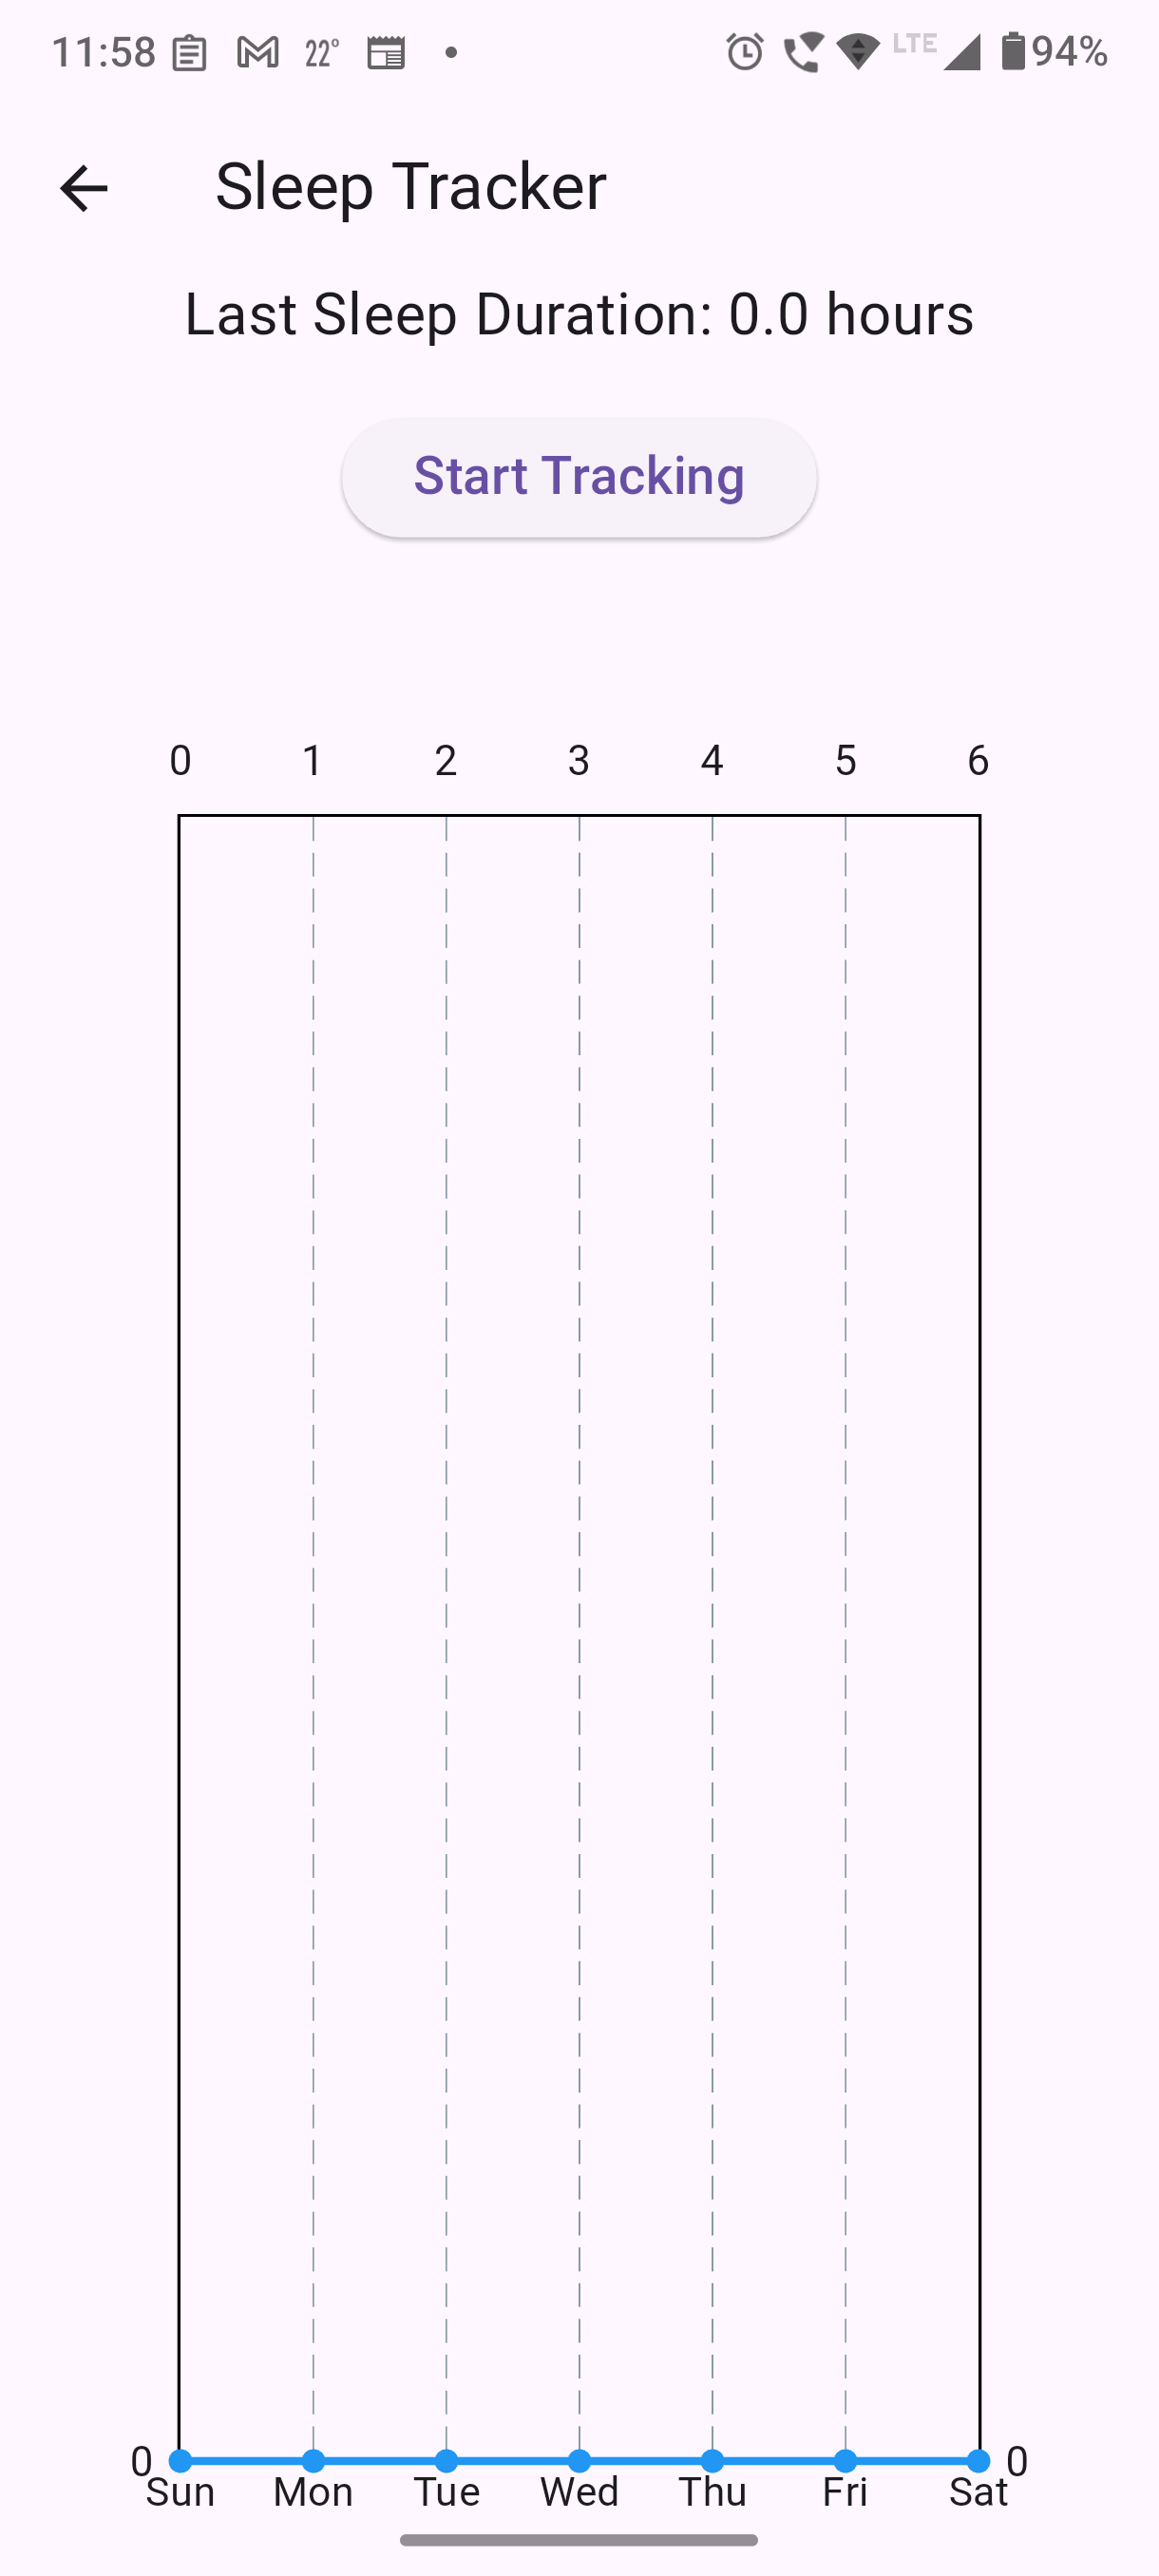 11:58 22° LTE 94%
Sleep Tracker
Last Sleep Duration: 0.0 hours
Start Tracking
0 1 2 3 4 5 6
0 0
Sun Mon Tue Wed Thu Fri Sat